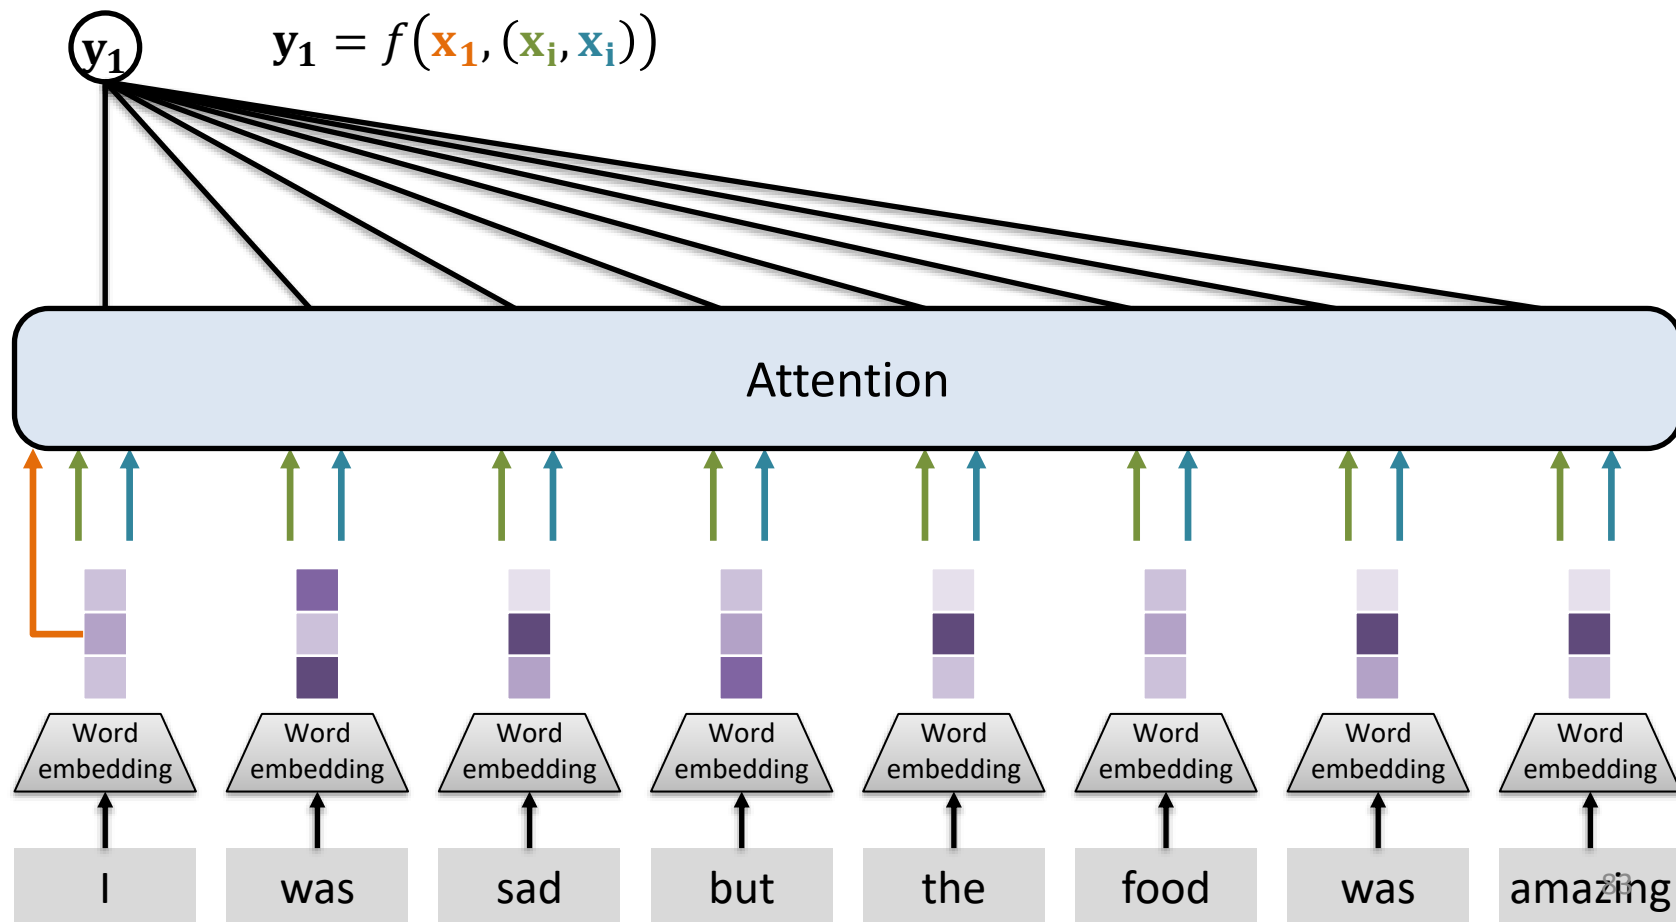 y₁
y₁ = f(x₁, (xᵢ, xᵢ))
Attention
Word embedding
Word embedding
Word embedding
Word embedding
Word embedding
Word embedding
Word embedding
Word embedding
I was sad but the food was amazing
83